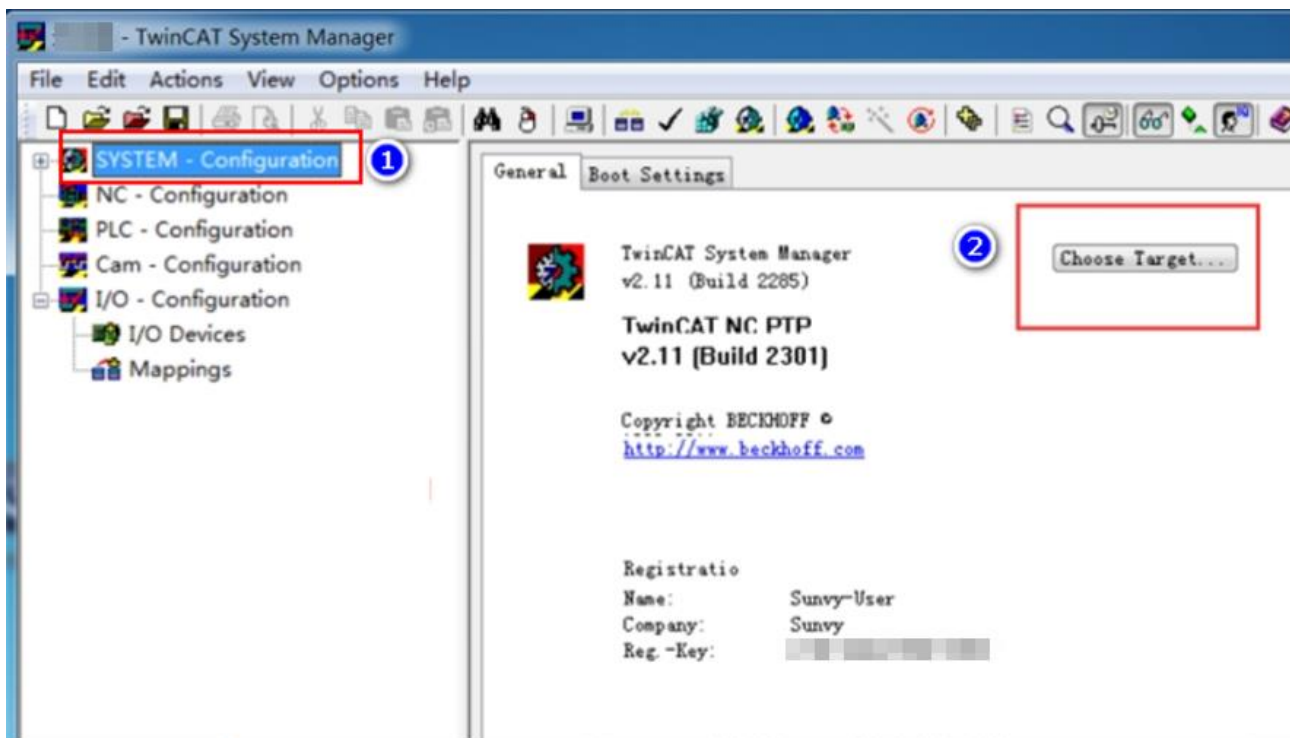 - TwinCAT System Manager
File Edit Actions View Options Help
SYSTEM - Configuration
1
NC - Configuration
PLC - Configuration
Cam - Configuration
I/O - Configuration
I/O Devices
Mappings
General Boot Settings
TwinCAT System Manager
v2.11 (Build 2285)
2
Choose Target...
TwinCAT NC PTP
v2.11 (Build 2301)
Copyright BECKHOFF ©
http://www.beckhoff.com
Registratio
Name: Sunvy-User
Company: Sunvy
Reg.-Key: